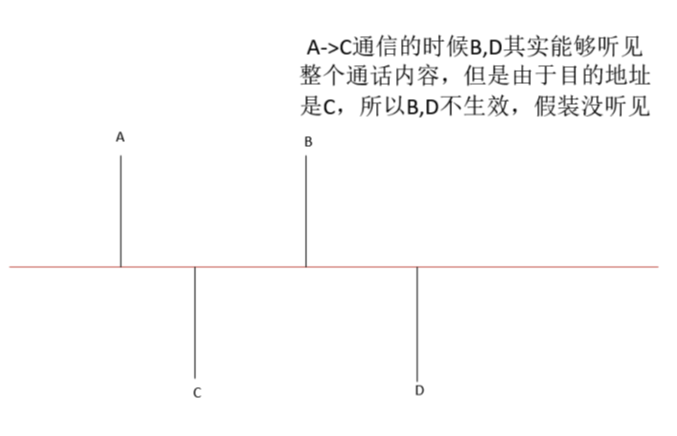 A->C通信的时候B,D其实能够听见
整个通话内容，但是由于目的地址
是C，所以B,D不生效，假装没听见
A
B
C
D